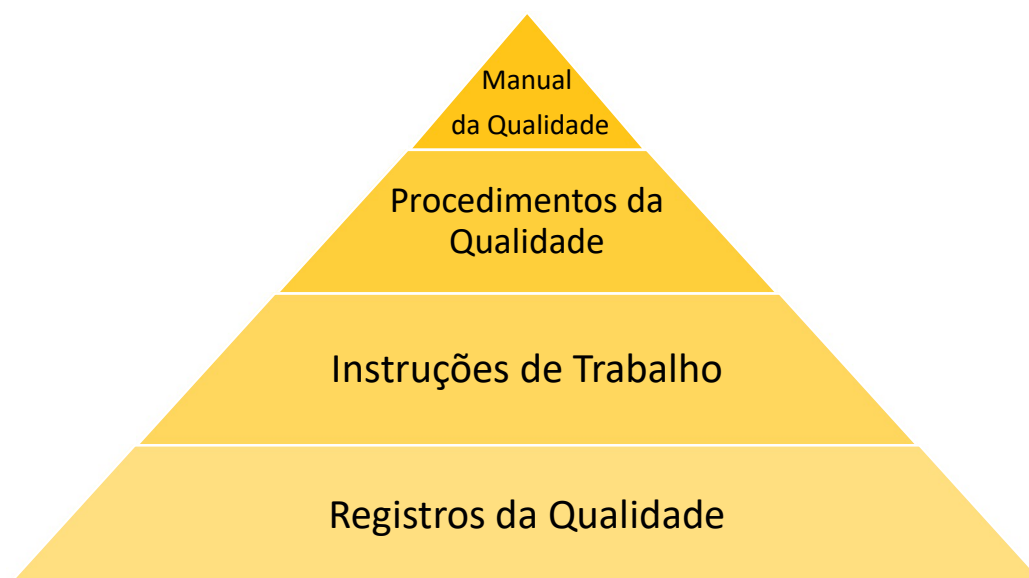 Manual
da Qualidade
Procedimentos da
Qualidade
Instruções de Trabalho
Registros da Qualidade